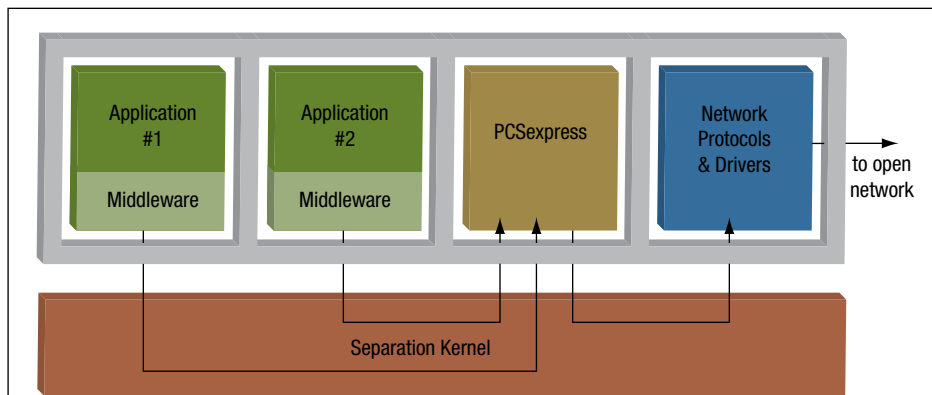 Application
#1
Middleware
Application
#2
Middleware
PCSexpress
Network
Protocols
& Drivers
to open
network
Separation Kernel